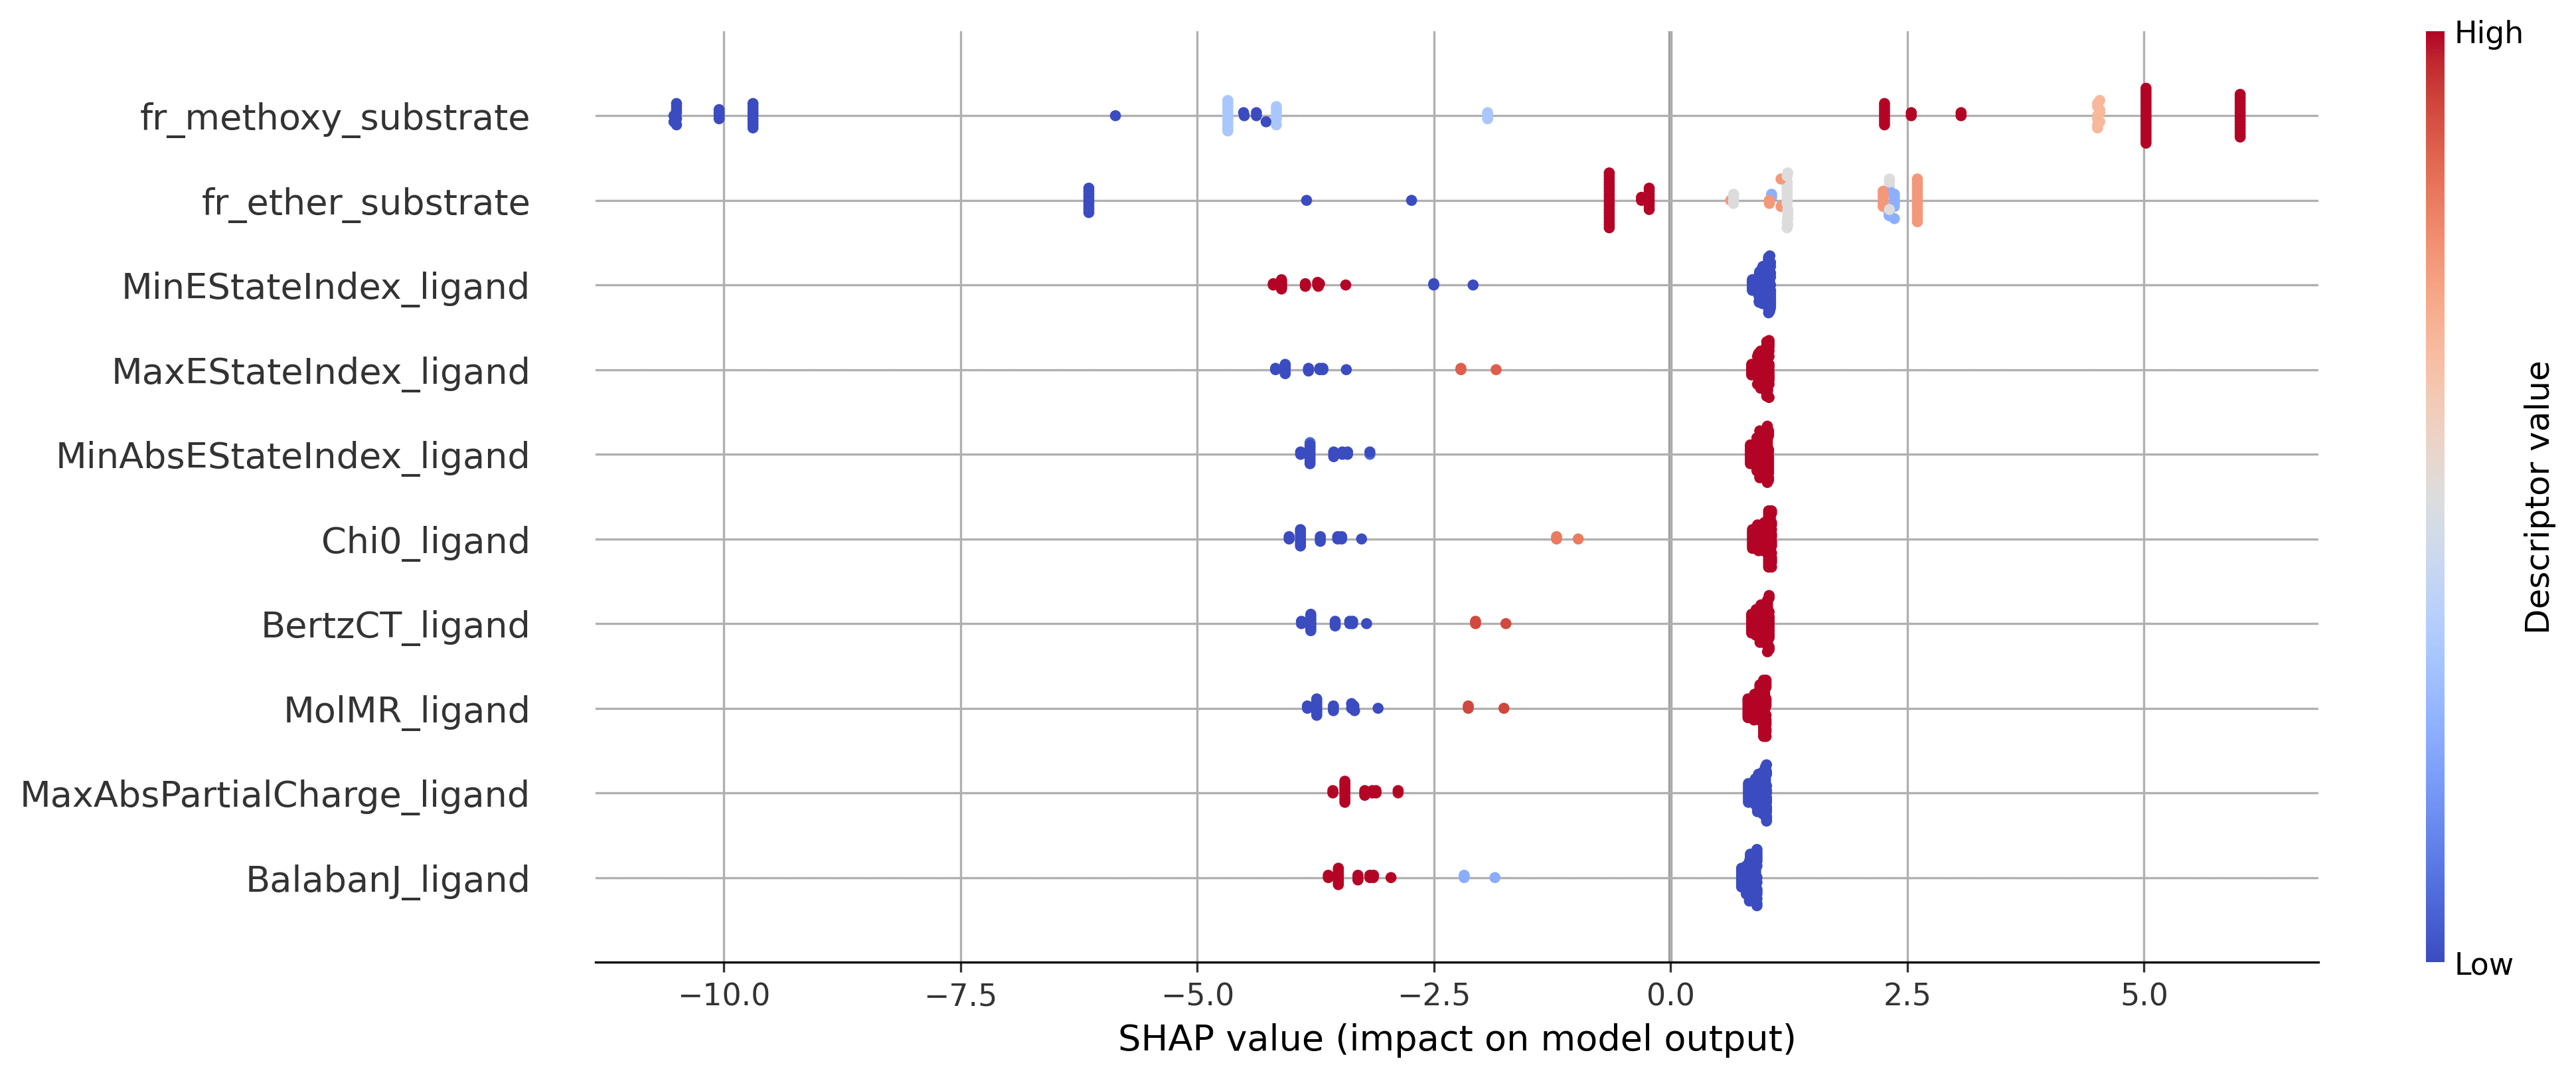 High
fr_methoxy_substrate
fr_ether_substrate
MinEStateIndex_ligand
MaxEStateIndex_ligand
MinAbsEStateIndex_ligand
Chi0_ligand
BertzCT_ligand
MolMR_ligand
MaxAbsPartialCharge_ligand
BalabanJ_ligand
Descriptor value
Low
−10.0 −7.5 −5.0 −2.5 0.0 2.5 5.0
SHAP value (impact on model output)